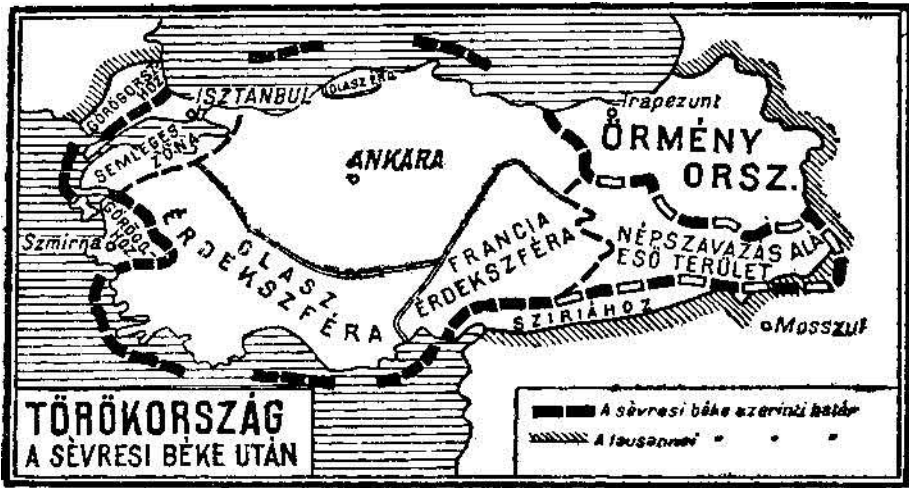 GÖRÖGORSZ.
HOZ
ISZTANBUL
OLASZ ÉRD.
SEMLEGES
ZÓNA
Trapezunt
ÖRMÉNY
ORSZ.
ANKARA
GÖRÖGO.
HOZ
Szmirna
OLASZ
ÉRDEKSZFÉRA
FRANCIA
ÉRDEKSZFÉRA
NÉPSZAVAZÁS ALÁ
ESŐ TERÜLET
SZIRIÁHOZ
Mosszul
TÖRÖKORSZÁG
A SÈVRESI BÉKE UTÁN
A sèvresi béke szerinti határ
A lausannei " " "